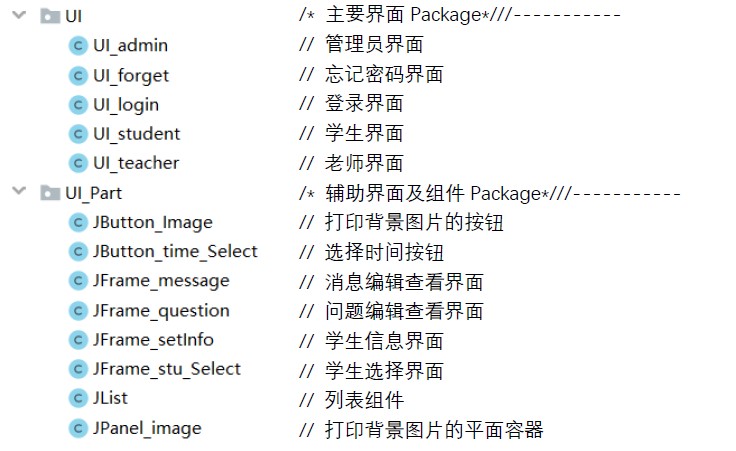 UI /* 主要界面 Package*///-----------
UI_admin // 管理员界面
UI_forget // 忘记密码界面
UI_login // 登录界面
UI_student // 学生界面
UI_teacher // 老师界面
UI_Part /* 辅助界面及组件 Package*///-----------
JButton_Image // 打印背景图片的按钮
JButton_time_Select // 选择时间按钮
JFrame_message // 消息编辑查看界面
JFrame_question // 问题编辑查看界面
JFrame_setInfo // 学生信息界面
JFrame_stu_Select // 学生选择界面
JList // 列表组件
JPanel_image // 打印背景图片的平面容器